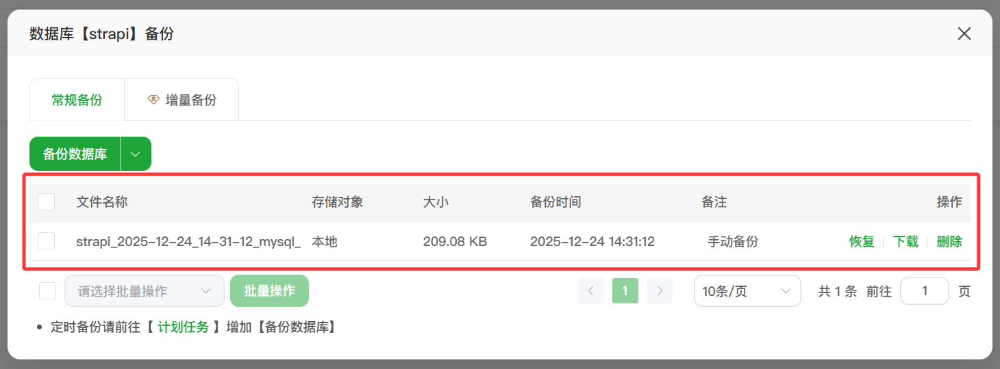 数据库【strapi】备份
常规备份 增量备份
备份数据库
文件名称 存储对象 大小 备份时间 备注 操作
strapi_2025-12-24_14-31-12_mysql_ 本地 209.08 KB 2025-12-24 14:31:12 手动备份 恢复 下载 删除
请选择批量操作 批量操作 1 10条/页 共 1 条 前往 1 页
定时备份请前往【 计划任务 】增加【备份数据库】